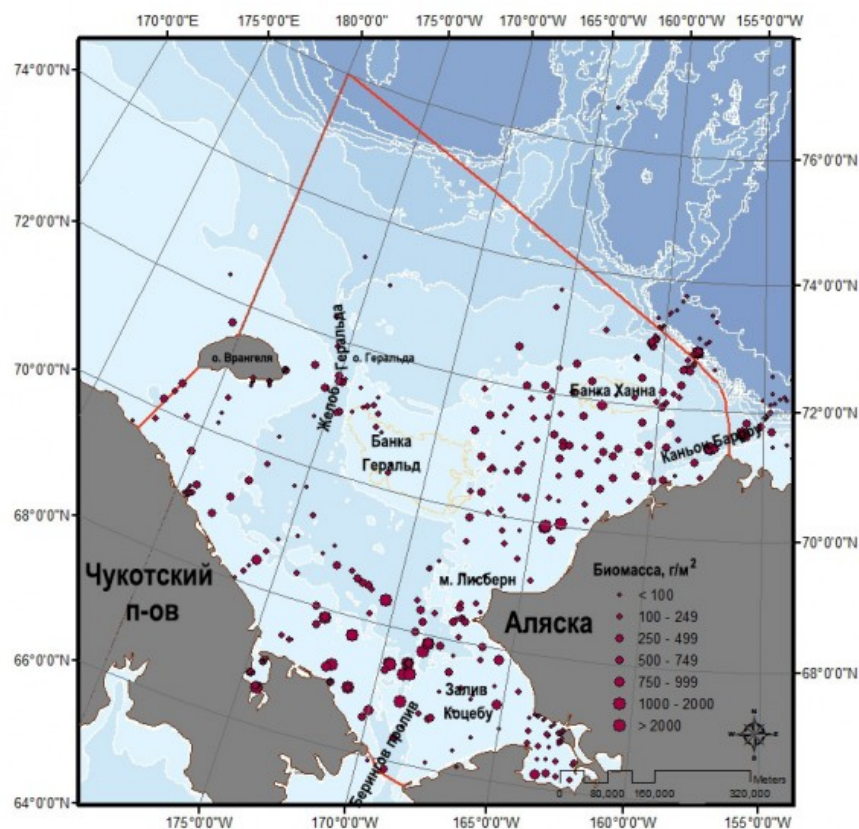 170°0'0"E 175°0'0"E 180°0'0" 175°0'0"W 170°0'0"W 165°0'0"W 160°0'0"W 155°0'0"W
74°0'0"N
76°0'0"N
72°0'0"N
74°0'0"N
о. Врангеля
Желоб Геральда
о. Геральда
70°0'0"N
Банка Ханна
72°0'0"N
Банка
Геральд
Каньон Барроу
68°0'0"N
70°0'0"N
Чукотский
п-ов
м. Лисберн
Аляска
Биомасса, г/м²
< 100
100 - 249
250 - 499
500 - 749
750 - 999
1000 - 2000
> 2000
66°0'0"N
68°0'0"N
Залив
Коцебу
Берингов пролив
N
W E
S
Meters
0 80,000 160,000 320,000
64°0'0"N
175°0'0"W 170°0'0"W 165°0'0"W 160°0'0"W 155°0'0"W